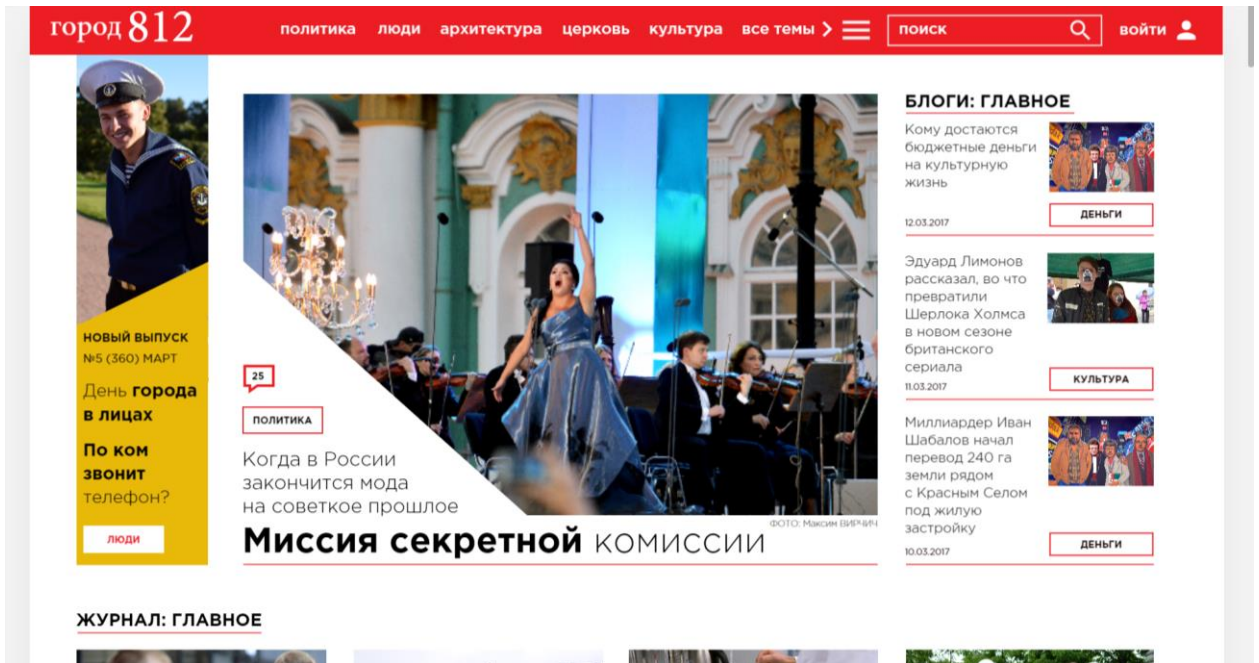 город 812
политика люди архитектура церковь культура все темы
поиск
войти
НОВЫЙ ВЫПУСК
№5 (360) МАРТ
День города
в лицах
По ком
звонит
телефон?
ЛЮДИ
25
ПОЛИТИКА
Когда в России
закончится мода
на советкое прошлое
ФОТО: Максим ВИРЧИЧ
Миссия секретной КОМИССИИ
БЛОГИ: ГЛАВНОЕ
Кому достаются
бюджетные деньги
на культурную
жизнь
12.03.2017
ДЕНЬГИ
Эдуард Лимонов
рассказал, во что
превратили
Шерлока Холмса
в новом сезоне
британского
сериала
11.03.2017
КУЛЬТУРА
Миллиардер Иван
Шабалов начал
перевод 240 га
земли рядом
с Красным Селом
под жилую
застройку
10.03.2017
ДЕНЬГИ
ЖУРНАЛ: ГЛАВНОЕ